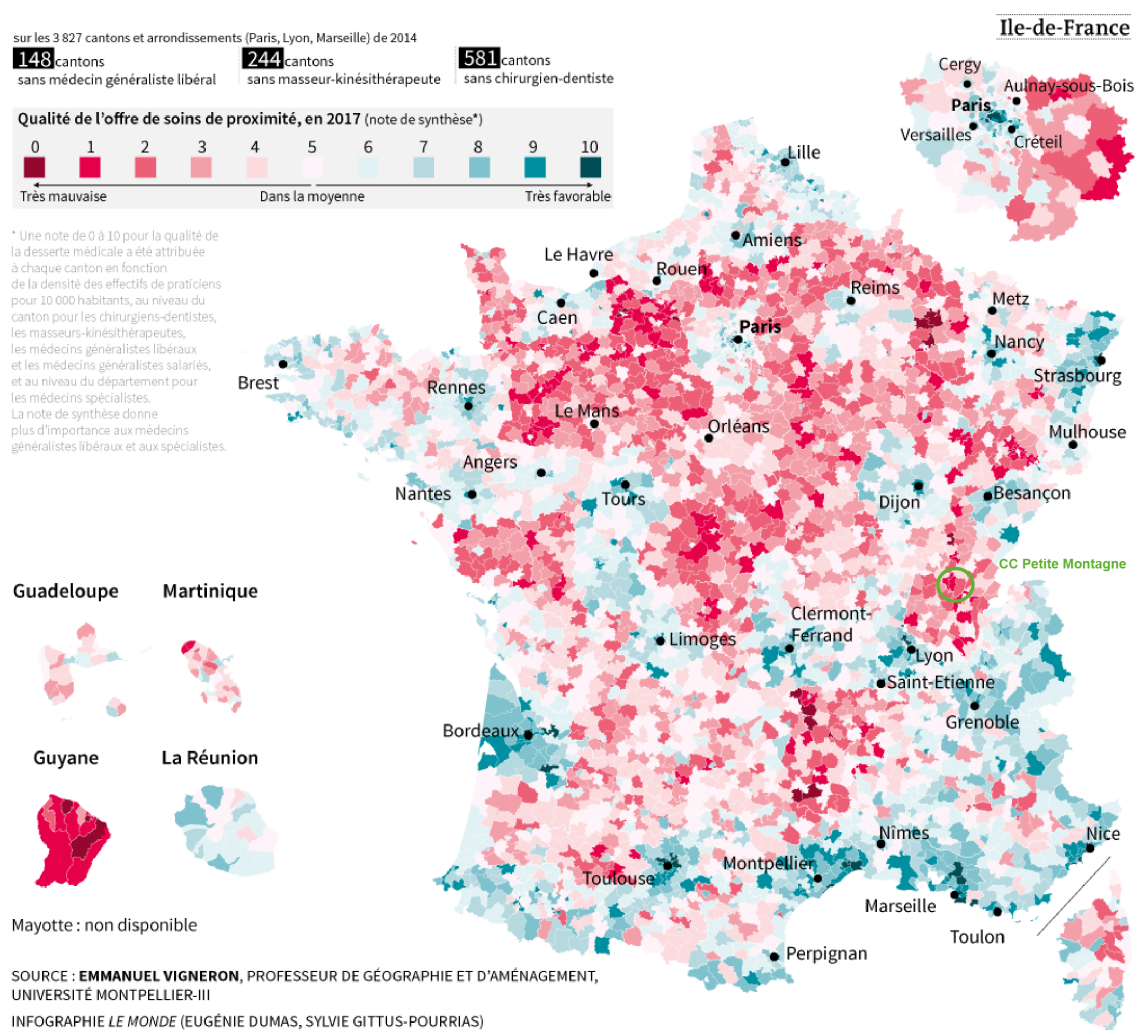 Ile-de-France
sur les 3 827 cantons et arrondissements (Paris, Lyon, Marseille) de 2014
148 cantons
sans médecin généraliste libéral
244 cantons
sans masseur-kinésithérapeute
581 cantons
sans chirurgien-dentiste
Qualité de l'offre de soins de proximité, en 2017 (note de synthèse*)
0 1 2 3 4 5 6 7 8 9 10
Très mauvaise Dans la moyenne Très favorable
* Une note de 0 à 10 pour la qualité de
la desserte médicale a été attribuée
à chaque canton en fonction
de la densité des effectifs de praticiens
pour 10 000 habitants, au niveau du
canton pour les chirurgiens-dentistes,
les masseurs-kinésithérapeutes,
les médecins généralistes libéraux
et les médecins généralistes salariés,
et au niveau du département pour
les médecins spécialistes.
La note de synthèse donne
plus d'importance aux médecins
généralistes libéraux et aux spécialistes.
Cergy
Aulnay-sous-Bois
Paris
Versailles
Créteil
Lille
Amiens
Le Havre
Rouen
Reims
Metz
Caen
Paris
Nancy
Strasbourg
Brest
Rennes
Le Mans
Orléans
Mulhouse
Angers
Nantes
Tours
Dijon
Besançon
CC Petite Montagne
Guadeloupe
Martinique
Clermont-
Ferrand
Limoges
Lyon
Saint-Etienne
Grenoble
Bordeaux
Guyane
La Réunion
Nîmes
Nice
Montpellier
Toulouse
Marseille
Toulon
Mayotte : non disponible
Perpignan
SOURCE : EMMANUEL VIGNERON, PROFESSEUR DE GÉOGRAPHIE ET D'AMÉNAGEMENT,
UNIVERSITÉ MONTPELLIER-III
INFOGRAPHIE LE MONDE (EUGÉNIE DUMAS, SYLVIE GITTUS-POURRIAS)